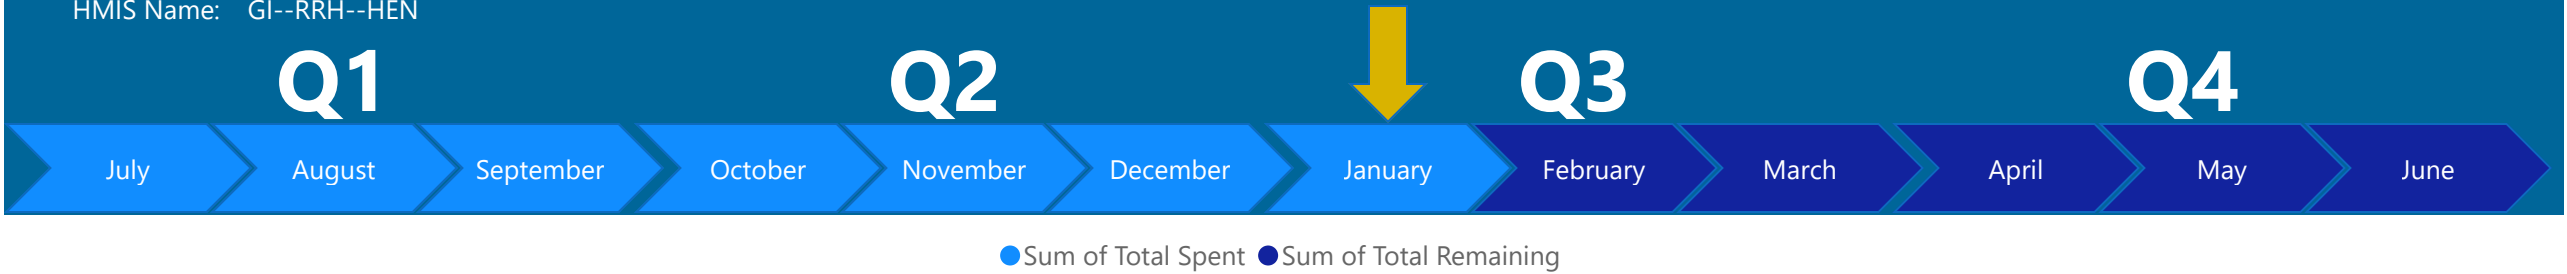 HMIS Name: GI--RRH--HEN
Q1 Q2 Q3 Q4
July August September October November December January February March April May June
Sum of Total Spent Sum of Total Remaining